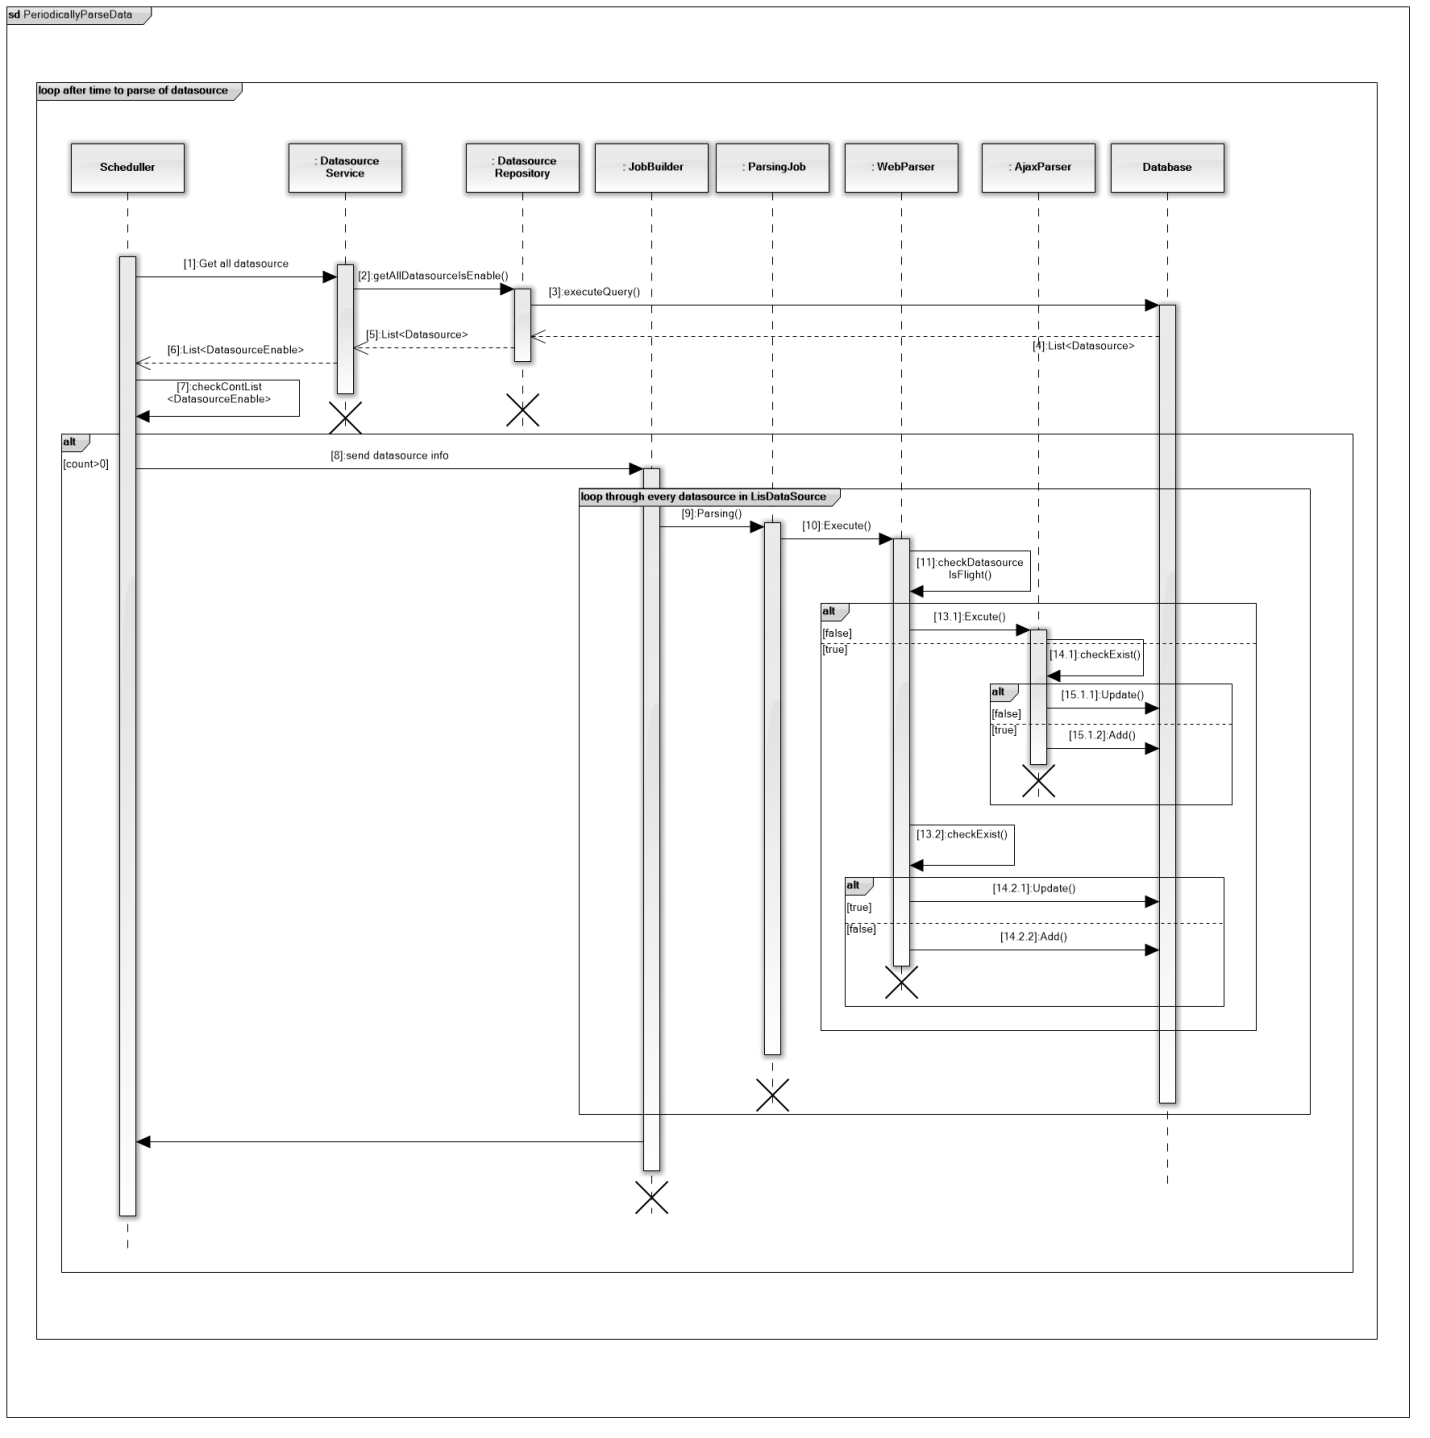 sd PeriodicallyParseData
loop after time to parse of datasource
Scheduller
: Datasource
Service
: Datasource
Repository
: JobBuilder
: ParsingJob
: WebParser
: AjaxParser
Database
[1]:Get all datasource
[2]:getAllDatasourceIsEnable()
[3]:executeQuery()
[4]:List<Datasource>
[5]:List<Datasource>
[6]:List<DatasourceEnable>
[7]:checkContList
<DatasourceEnable>
alt
[count>0]
[8]:send datasource info
loop through every datasource in LisDataSource
[9]:Parsing()
[10]:Execute()
[11]:checkDatasource
IsFlight()
alt
[false]
[13.1]:Excute()
[true]
[14.1]:checkExist()
alt
[15.1.1]:Update()
[false]
[true]
[15.1.2]:Add()
[13.2]:checkExist()
alt
[14.2.1]:Update()
[true]
[false]
[14.2.2]:Add()